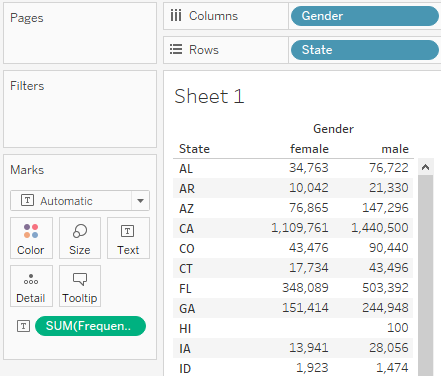 Pages
Columns
Gender
Rows
State
Filters
Sheet 1
Gender
State female male
AL 34,763 76,722
AR 10,042 21,330
AZ 76,865 147,296
CA 1,109,761 1,440,500
CO 43,476 90,440
CT 17,734 43,496
FL 348,089 503,392
GA 151,414 244,948
HI 100
IA 13,941 28,056
ID 1,923 1,474
Marks
T Automatic
Color Size T Text
Detail Tooltip
T SUM(Frequen..